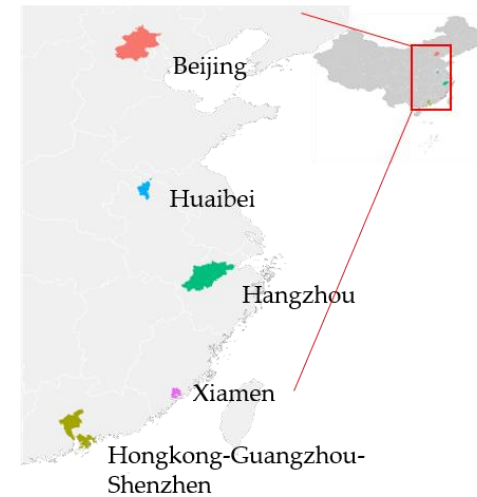 Beijing
Huaibei
Hangzhou
Xiamen
Hongkong-Guangzhou-
Shenzhen